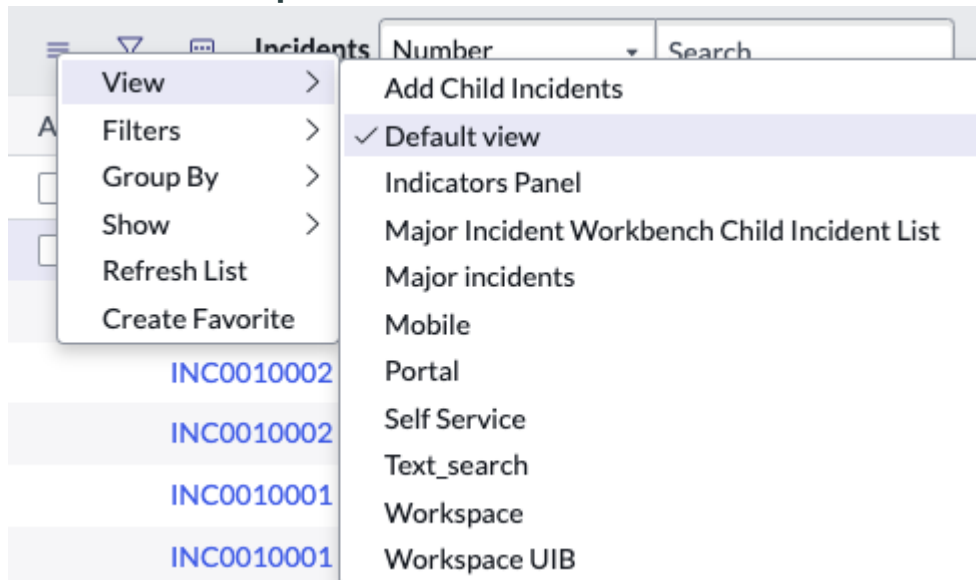 Incidents Number Search
View
Filters
Group By
Show
Refresh List
Create Favorite
Add Child Incidents
Default view
Indicators Panel
Major Incident Workbench Child Incident List
Major incidents
Mobile
Portal
Self Service
Text_search
Workspace
Workspace UIB
A
INC0010002
INC0010002
INC0010001
INC0010001